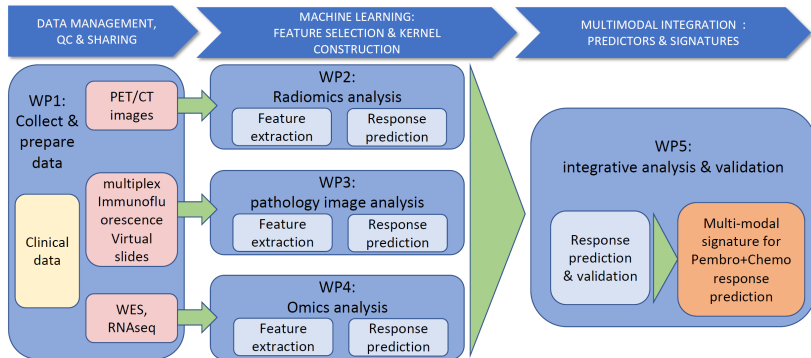 DATA MANAGEMENT,
QC & SHARING
MACHINE LEARNING:
FEATURE SELECTION & KERNEL
CONSTRUCTION
MULTIMODAL INTEGRATION :
PREDICTORS & SIGNATURES
WP1:
Collect &
prepare
data
PET/CT
images
multiplex
Immunoflu
orescence
Virtual
slides
Clinical
data
WES,
RNAseq
WP2:
Radiomics analysis
Feature
extraction
Response
prediction
WP3:
pathology image analysis
Feature
extraction
Response
prediction
WP4:
Omics analysis
Feature
extraction
Response
prediction
WP5:
integrative analysis & validation
Response
prediction
& validation
Multi-modal
signature for
Pembro+Chemo
response
prediction